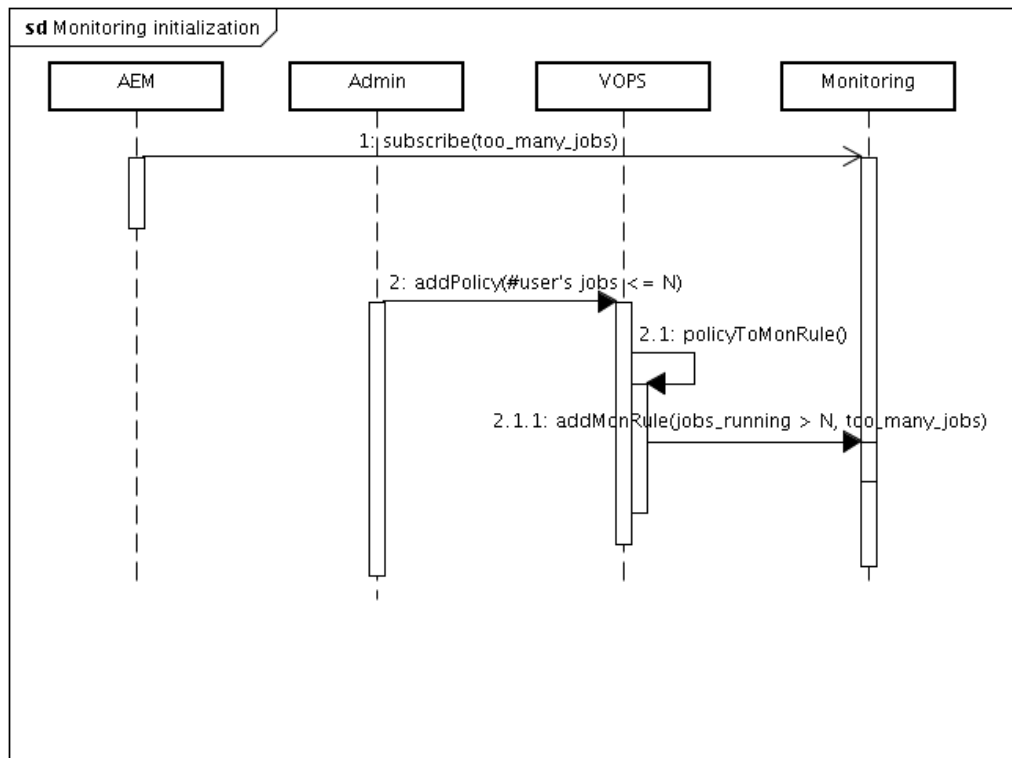 sd Monitoring initialization
AEM
Admin
VOPS
Monitoring
1: subscribe(too_many_jobs)
2: addPolicy(#user's jobs <= N)
2.1: policyToMonRule()
2.1.1: addMonRule(jobs_running > N, too_many_jobs)